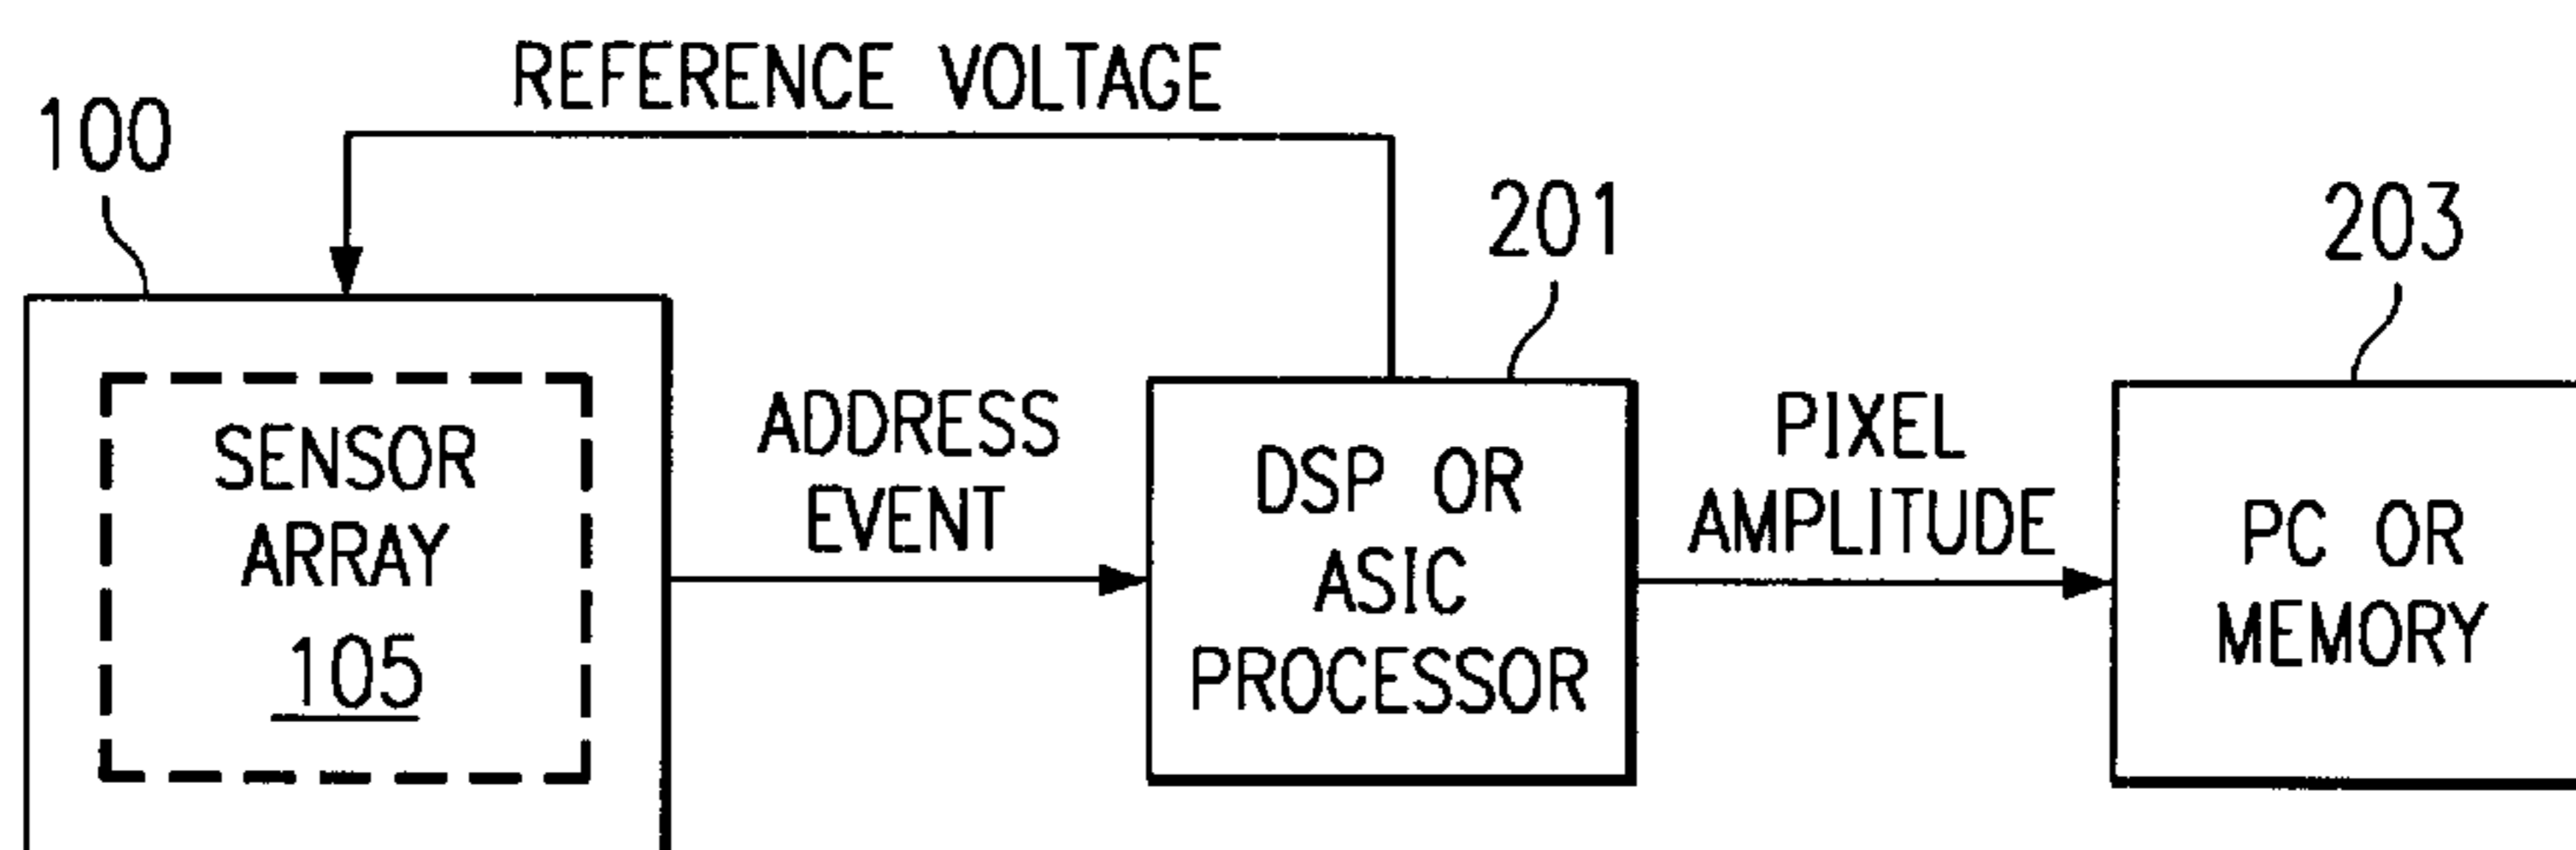 REFERENCE VOLTAGE
100
201
203
SENSOR
ARRAY
105
ADDRESS
EVENT
DSP OR
ASIC
PROCESSOR
PIXEL
AMPLITUDE
PC OR
MEMORY